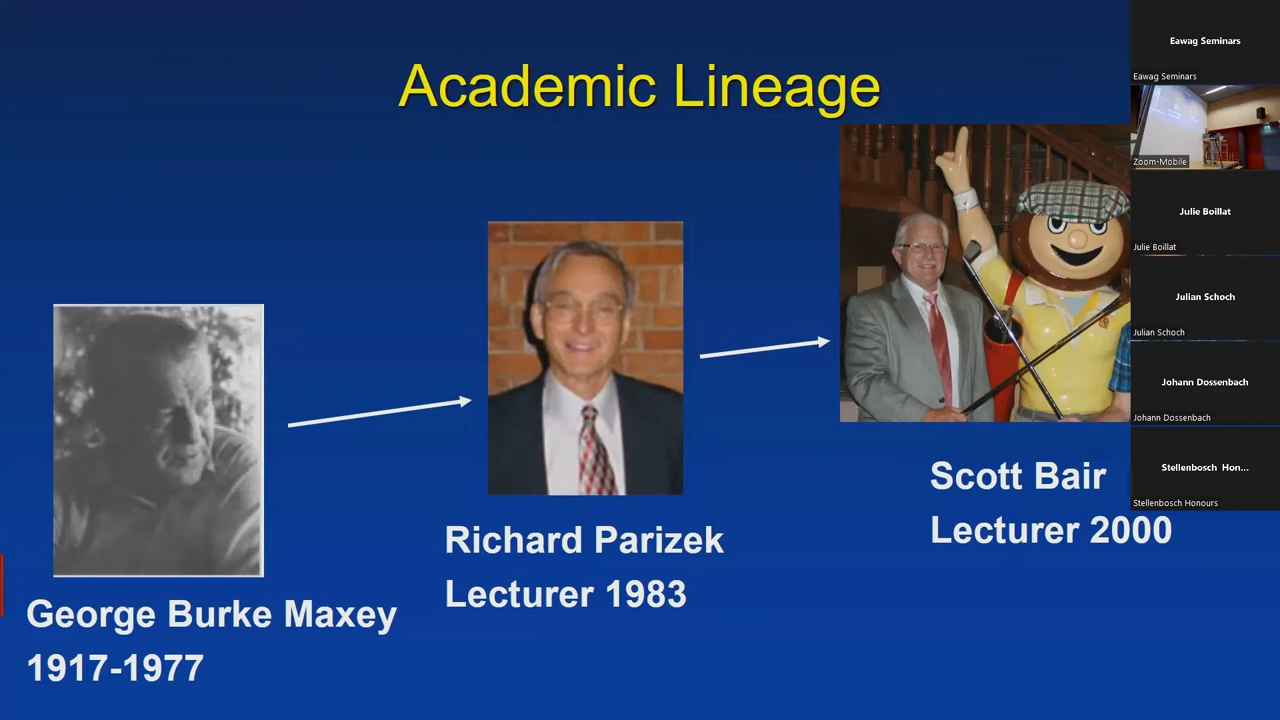 Academic Lineage
George Burke Maxey
1917-1977
Richard Parizek
Lecturer 1983
Scott Bair
Lecturer 2000
Eawag Seminars
Eawag Seminars
Zoom-Mobile
Julie Boillat
Julie Boillat
Julian Schoch
Julian Schoch
Johann Dossenbach
Johann Dossenbach
Stellenbosch Hon...
Stellenbosch Honours